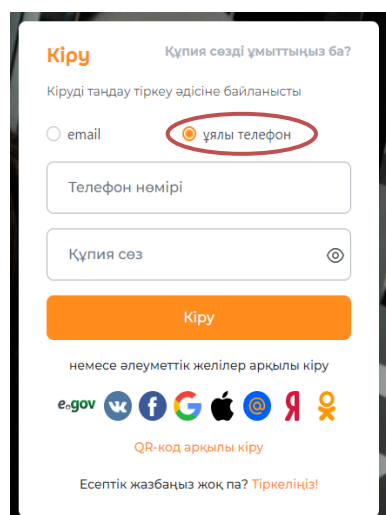 Кіру
Құпия сөзді ұмыттыңыз ба?
Кіруді таңдау тіркеу әдісіне байланысты
email
ұялы телефон
Телефон нөмірі
Құпия сөз
Кіру
немесе әлеуметтік желілер арқылы кіру
egov
QR-код арқылы кіру
Есептік жазбаңыз жоқ па? Тіркеліңіз!